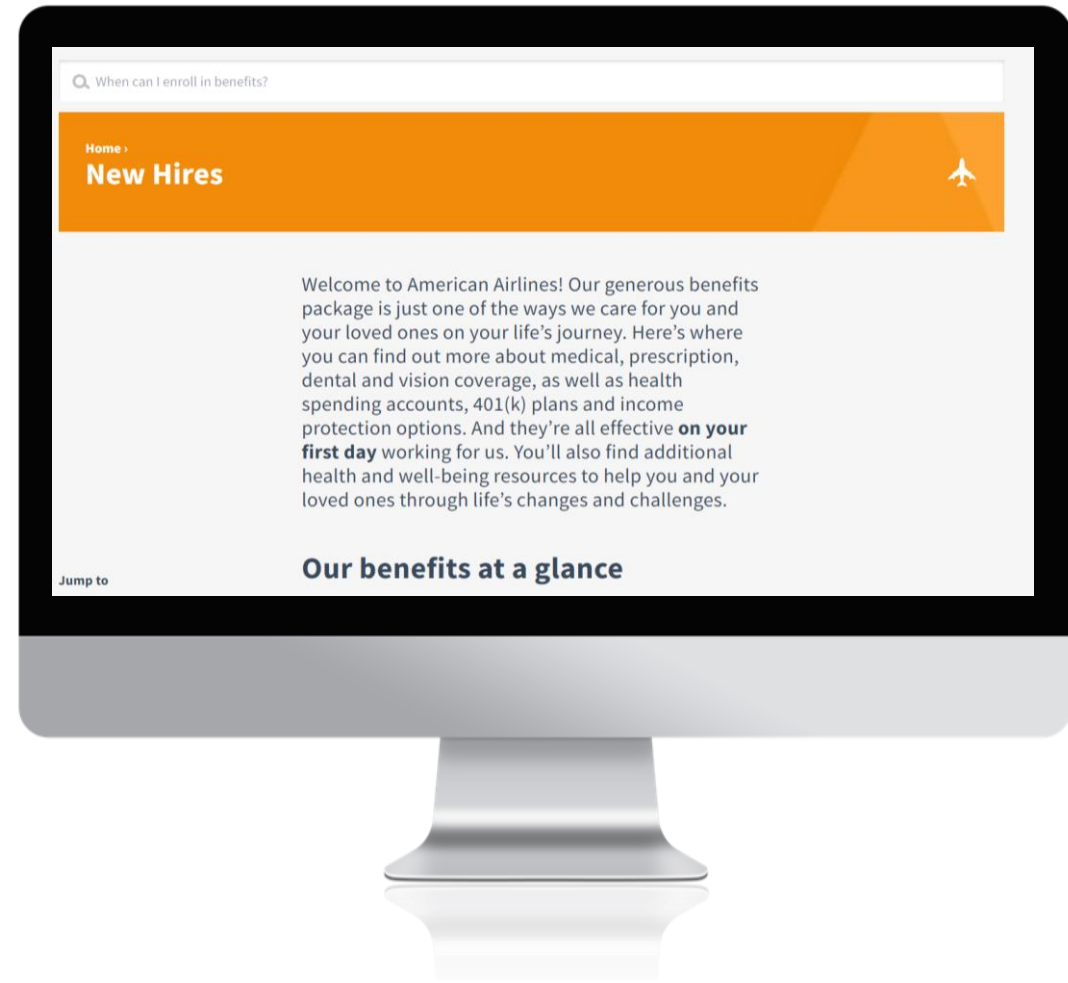 When can I enroll in benefits?
Home ›
New Hires
Welcome to American Airlines! Our generous benefits
package is just one of the ways we care for you and
your loved ones on your life’s journey. Here’s where
you can find out more about medical, prescription,
dental and vision coverage, as well as health
spending accounts, 401(k) plans and income
protection options. And they’re all effective on your
first day working for us. You’ll also find additional
health and well-being resources to help you and your
loved ones through life’s changes and challenges.
Our benefits at a glance
Jump to